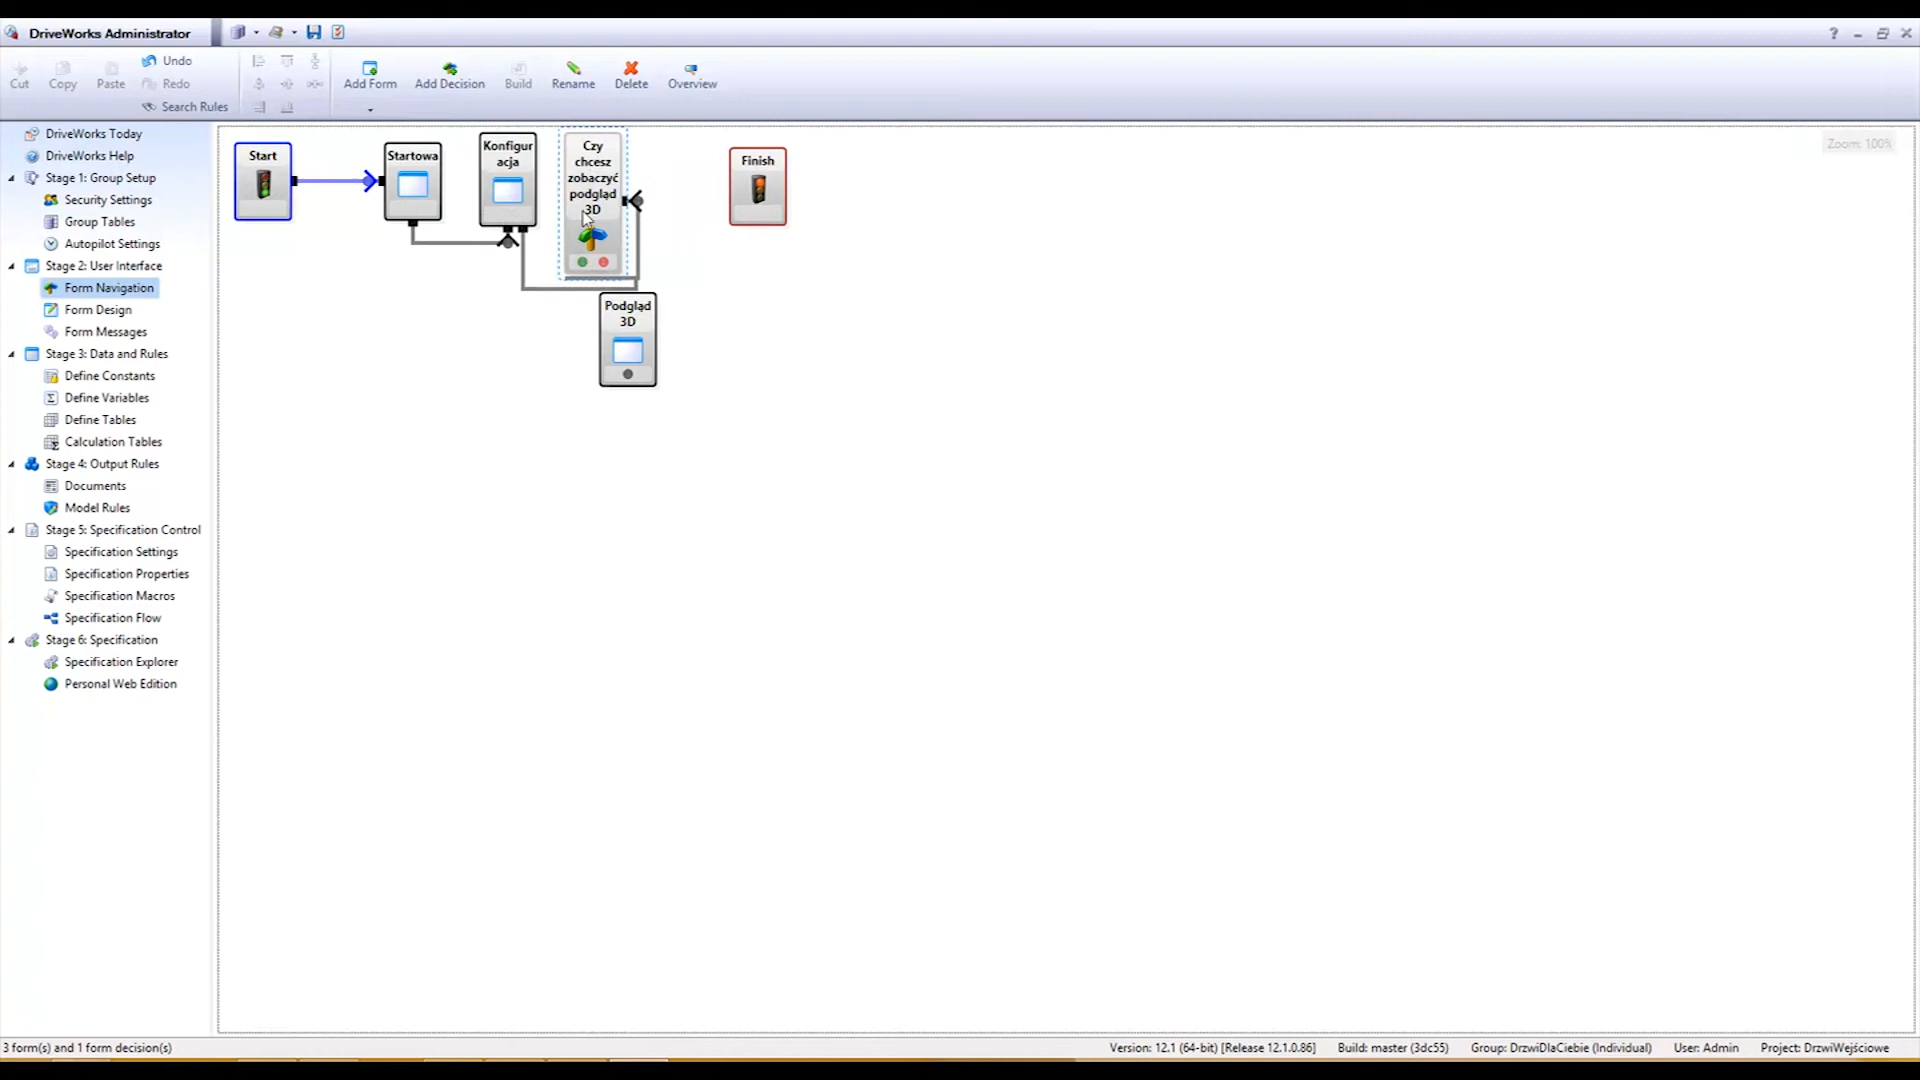 DriveWorks Administrator
Undo
Redo
Search Rules
Cut
Copy
Paste
Add Form
Add Decision
Build
Rename
Delete
Overview
DriveWorks Today
DriveWorks Help
Stage 1: Group Setup
Security Settings
Group Tables
Autopilot Settings
Stage 2: User Interface
Form Navigation
Form Design
Form Messages
Stage 3: Data and Rules
Define Constants
Define Variables
Define Tables
Calculation Tables
Stage 4: Output Rules
Documents
Model Rules
Stage 5: Specification Control
Specification Settings
Specification Properties
Specification Macros
Specification Flow
Stage 6: Specification
Specification Explorer
Personal Web Edition
Start
Startowa
Konfigur
acja
Czy
chcesz
zobaczyć
podgląd
3D
Finish
Podgląd
3D
Zoom: 100%
3 form(s) and 1 form decision(s)
Version: 12.1 (64-bit) [Release 12.1.0.86]
Build: master (3dc55)
Group: DrzwiDlaCiebie (Individual)
User: Admin
Project: DrzwiWejściowe